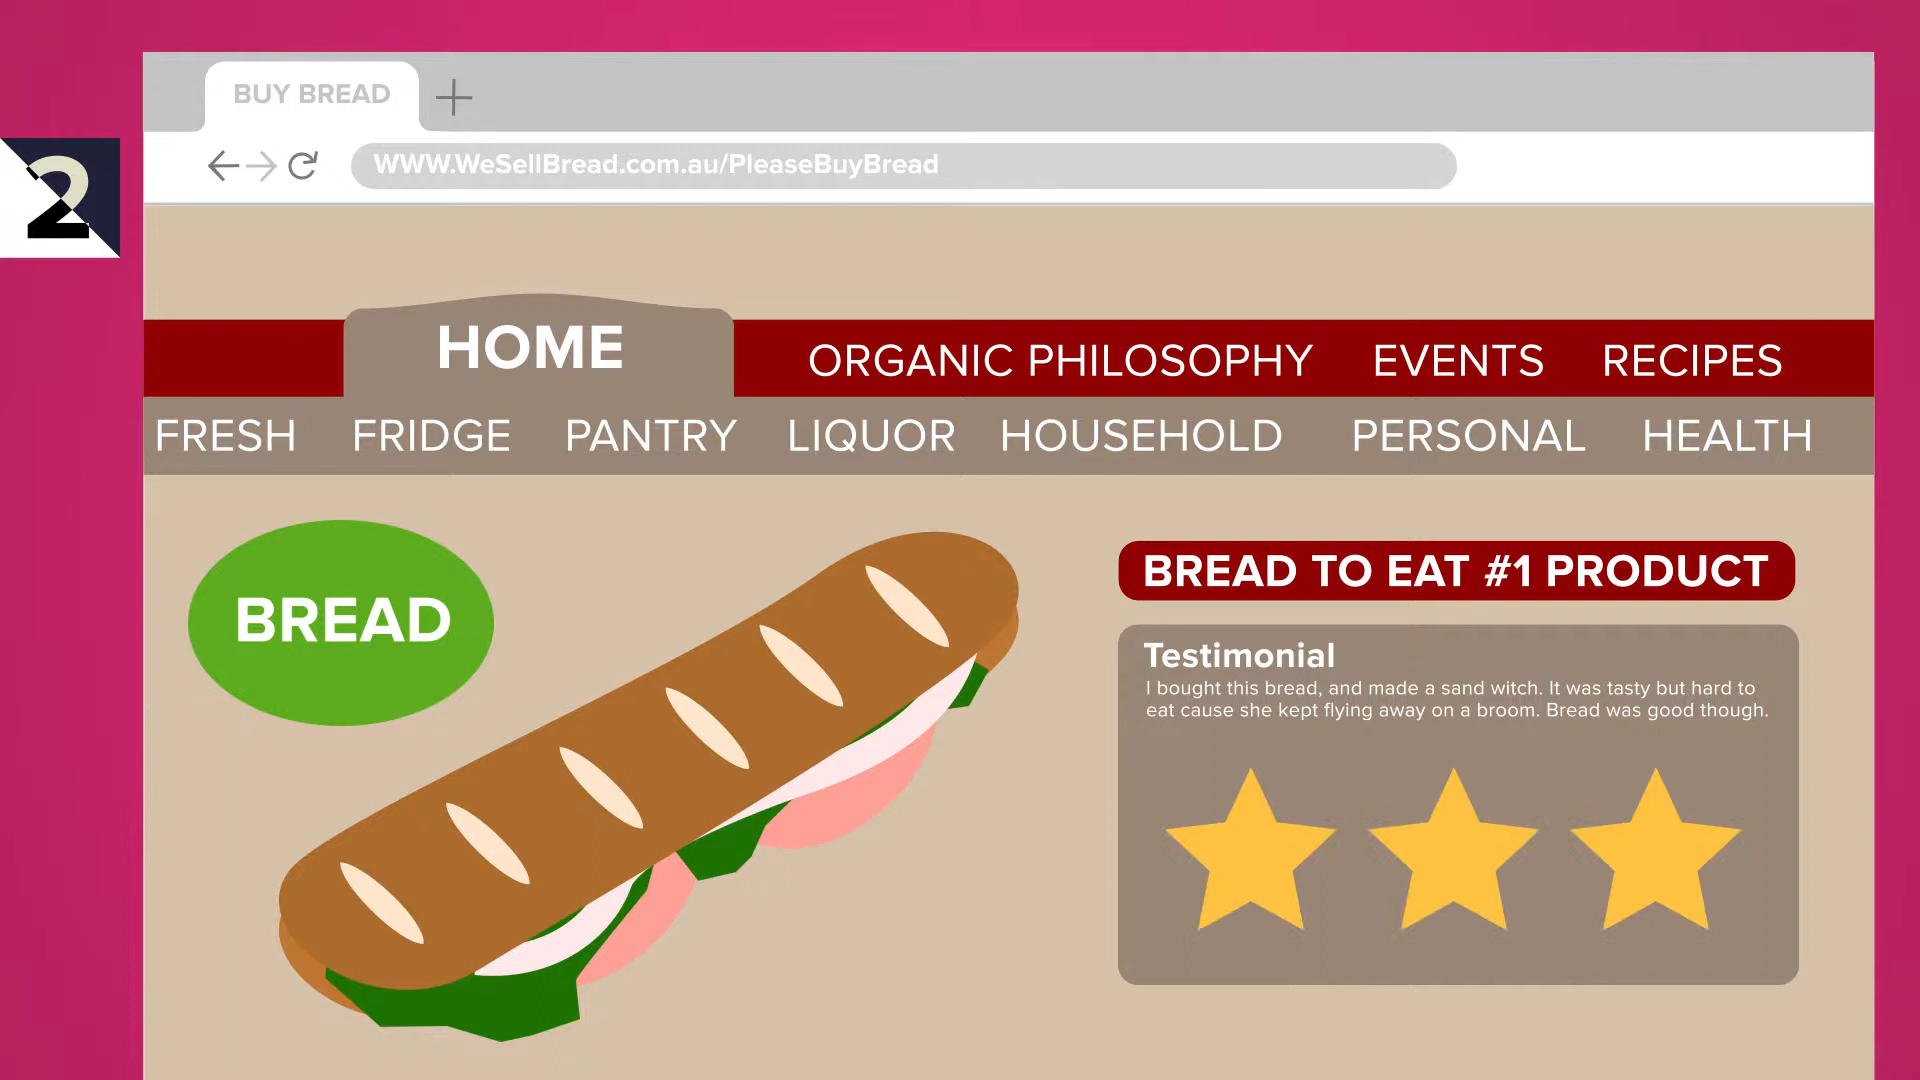 BUY BREAD
WWW.WeSellBread.com.au/PleaseBuyBread
2
HOME
ORGANIC PHILOSOPHY EVENTS RECIPES
FRESH FRIDGE PANTRY LIQUOR HOUSEHOLD PERSONAL HEALTH
BREAD
BREAD TO EAT #1 PRODUCT
Testimonial
I bought this bread, and made a sand witch. It was tasty but hard to
eat cause she kept flying away on a broom. Bread was good though.